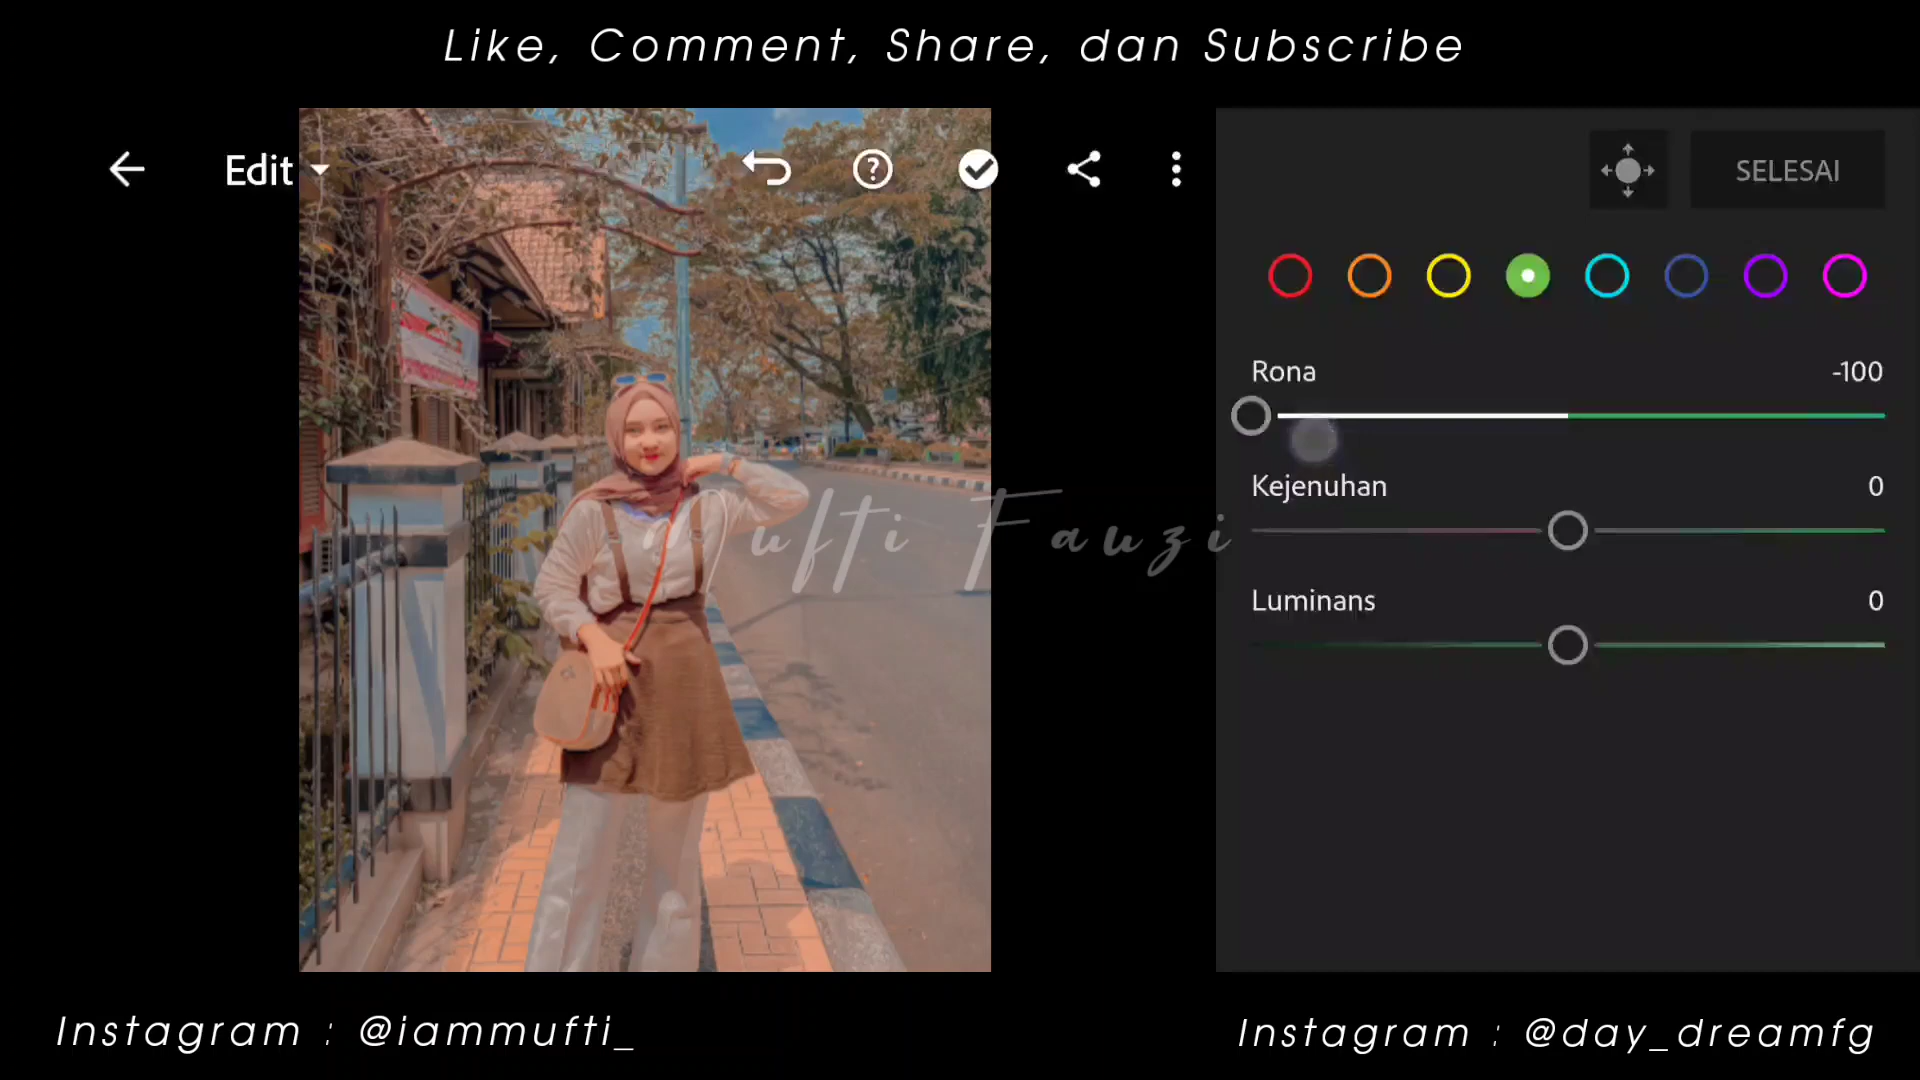 Like, Comment, Share, dan Subscribe
Edit
SELESAI
Rona -100
Kejenuhan 0
Mufti Fauzi
Luminans 0
Instagram : @iammufti_
Instagram : @day_dreamfg